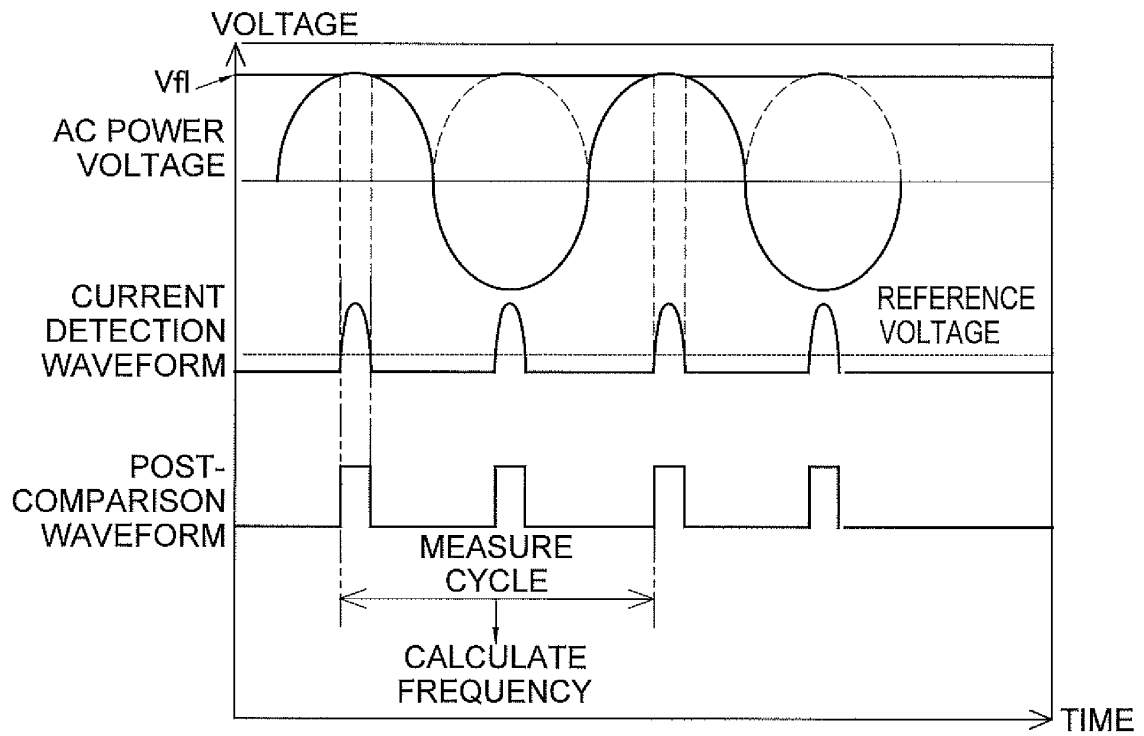 VOLTAGE
Vfl
AC POWER
VOLTAGE
CURRENT
DETECTION
WAVEFORM
REFERENCE
VOLTAGE
POST-
COMPARISON
WAVEFORM
MEASURE
CYCLE
CALCULATE
FREQUENCY
TIME